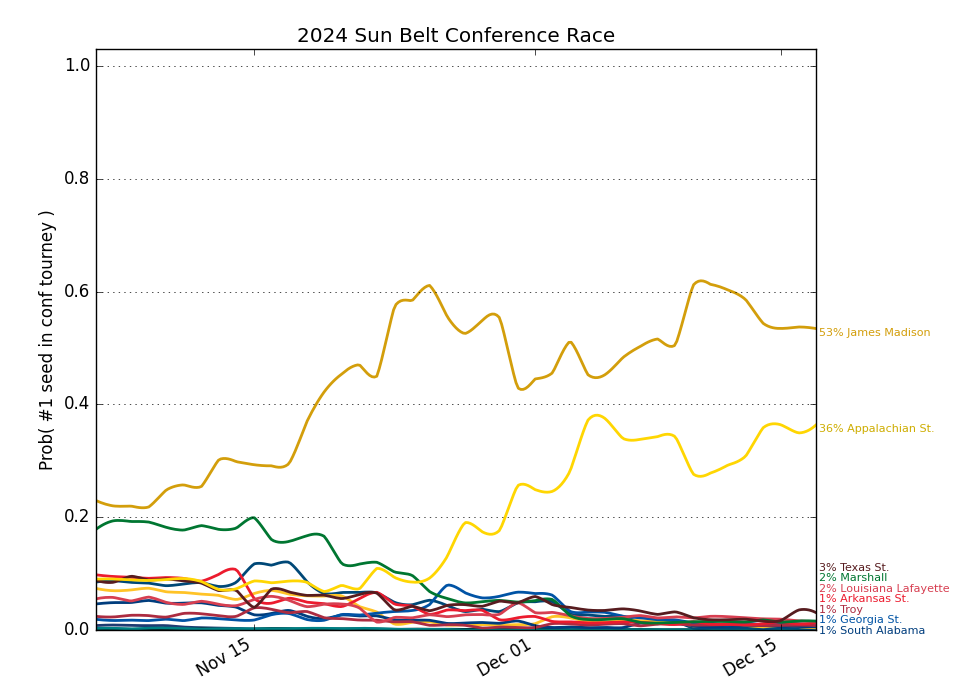 2024 Sun Belt Conference Race
Prob( #1 seed in conf tourney )
1.0
0.8
0.6
0.4
0.2
0.0
Nov 15
Dec 01
Dec 15
53% James Madison
36% Appalachian St.
3% Texas St.
2% Marshall
2% Louisiana Lafayette
1% Arkansas St.
1% Troy
1% Georgia St.
1% South Alabama